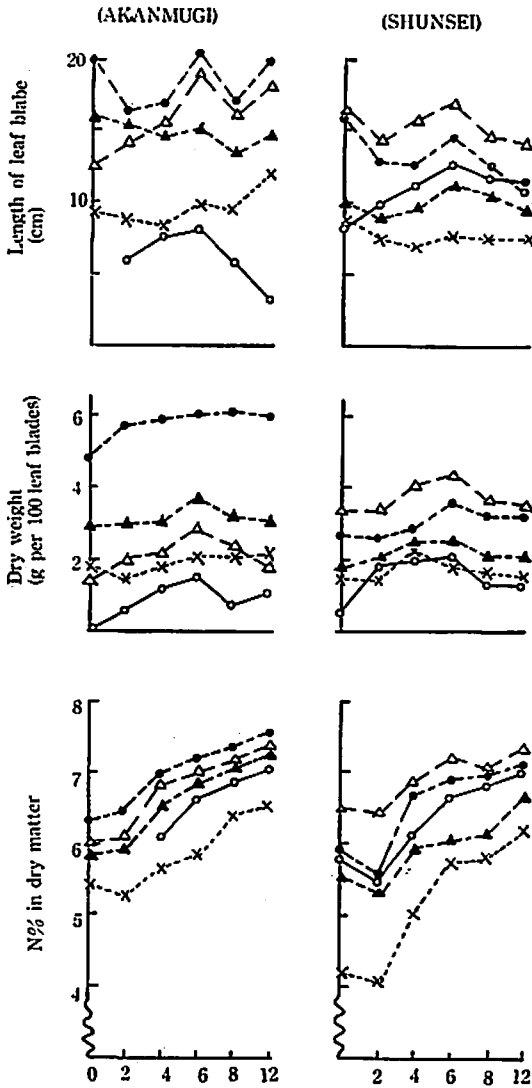 (AKANMUGI) (SHUNSEI)
20
10
Length of leaf blabe
(cm)
6
4
2
Dry weight
(g per 100 leaf blades)
8
7
6
5
4
N% in dry matter
0 2 4 6 8 12 2 4 6 8 12